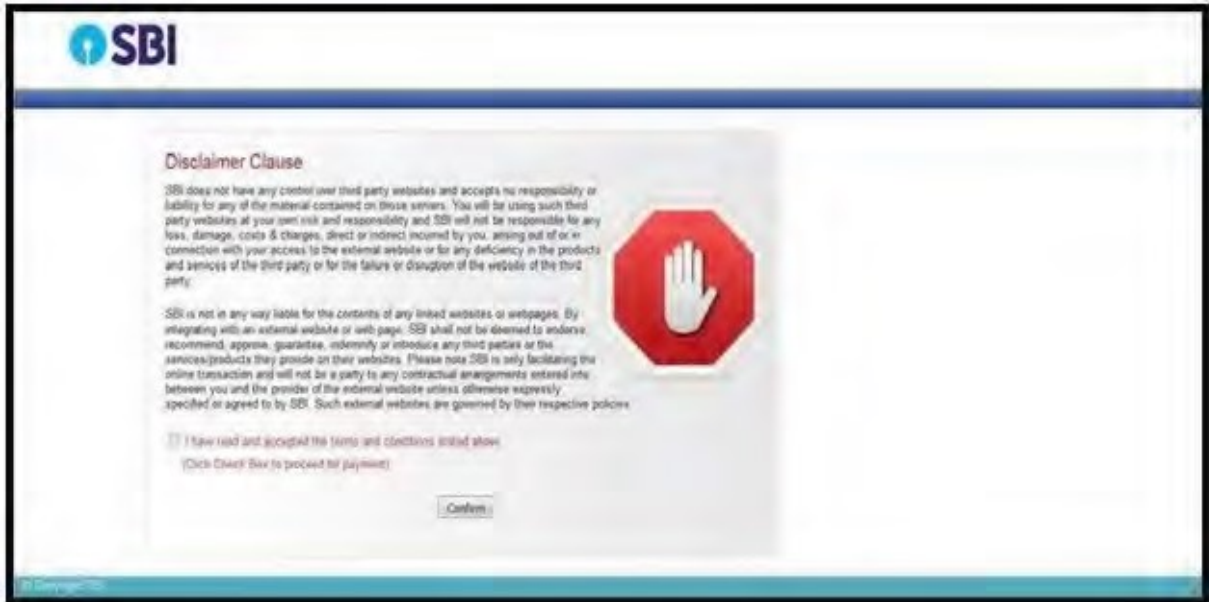 SBI
Disclaimer Clause
SBI does not have any control over third party websites and accepts no responsibility or
liability for any of the material contained on those servers. You will be using such third
party websites at your own risk and responsibility and SBI will not be responsible for any
loss, damage, costs & charges, direct or indirect incurred by you, arising out of or in
connection with your access to the external website or for any deficiency in the products
and services of the third party or for the failure or disruption of the website of the third
party.
SBI is not in any way liable for the contents of any linked websites or webpages. By
integrating with an external website or web page, SBI shall not be deemed to endorse,
recommend, approve, guarantee, indemnify or introduce any third parties or the
services/products they provide on their websites. Please note SBI is only facilitating the
online transaction and will not be a party to any contractual arrangements entered into
between you and the provider of the external website unless otherwise expressly
specified or agreed to by SBI. Such external websites are governed by their respective policies
I have read and accepted the terms and conditions stated above
(Click Check Box to proceed for payment)
Confirm
© Copyright SBI